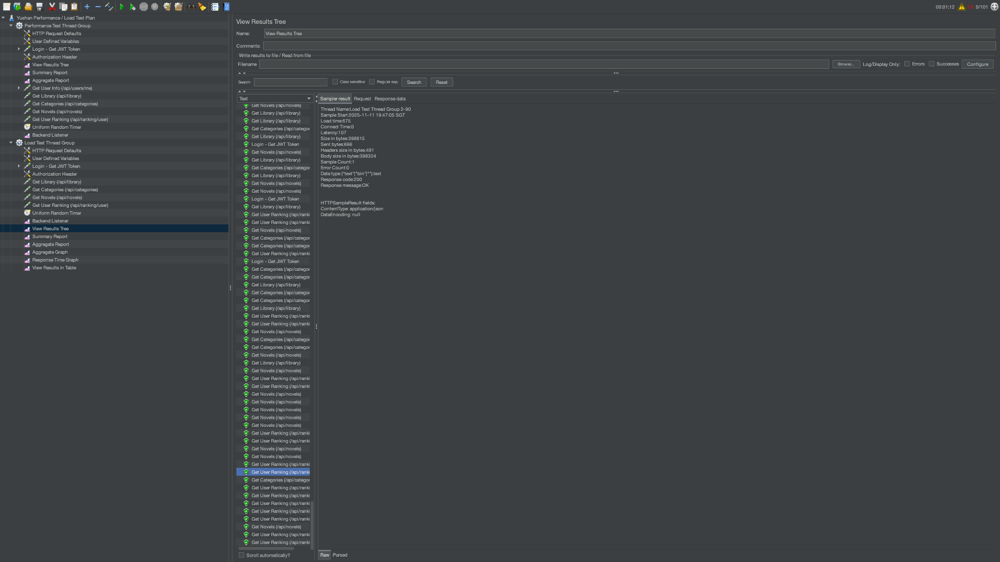 00:01:12 73 0/101
Yushan Performance / Load Test Plan
Performance Test Thread Group
HTTP Request Defaults
User Defined Variables
Login - Get JWT Token
Authorization Header
View Results Tree
Summary Report
Aggregate Report
Get User Info (/api/users/me)
Get Library (/api/library)
Get Categories (/api/categories)
Get Novels (/api/novels)
Get User Ranking (/api/ranking/user)
Uniform Random Timer
Backend Listener
Load Test Thread Group
HTTP Request Defaults
User Defined Variables
Login - Get JWT Token
Authorization Header
Get Library (/api/library)
Get Categories (/api/categories)
Get Novels (/api/novels)
Get User Ranking (/api/ranking/user)
Uniform Random Timer
Backend Listener
View Results Tree
Summary Report
Aggregate Report
Aggregate Graph
Response Time Graph
View Results in Table
View Results Tree
Name: View Results Tree
Comments:
Write results to file / Read from file
Filename Browse... Log/Display Only: Errors Successes Configure
Search: Case sensitive Regular exp. Search Reset
Text
Get Novels (/api/novels)
Get Library (/api/library)
Get Library (/api/library)
Get Categories (/api/categor
Get Library (/api/library)
Login - Get JWT Token
Get Novels (/api/novels)
Get Library (/api/library)
Get Categories (/api/categor
Get Library (/api/library)
Get Novels (/api/novels)
Get Novels (/api/novels)
Login - Get JWT Token
Get Library (/api/library)
Get User Ranking (/api/ranki
Get User Ranking (/api/ranki
Get Novels (/api/novels)
Get Categories (/api/categor
Get Categories (/api/categor
Get User Ranking (/api/ranki
Login - Get JWT Token
Get Categories (/api/categor
Get Categories (/api/categor
Get Library (/api/library)
Get Categories (/api/categor
Get Categories (/api/categor
Get Library (/api/library)
Get User Ranking (/api/ranki
Get User Ranking (/api/ranki
Get Novels (/api/novels)
Get Categories (/api/categor
Get Categories (/api/categor
Get Novels (/api/novels)
Get Library (/api/library)
Get Novels (/api/novels)
Get User Ranking (/api/ranki
Get User Ranking (/api/ranki
Get Novels (/api/novels)
Get Novels (/api/novels)
Get Novels (/api/novels)
Get Novels (/api/novels)
Get Novels (/api/novels)
Get User Ranking (/api/ranki
Get User Ranking (/api/ranki
Get Novels (/api/novels)
Get Novels (/api/novels)
Get User Ranking (/api/ranki
Get User Ranking (/api/ranki
Get Categories (/api/categor
Get User Ranking (/api/ranki
Get User Ranking (/api/ranki
Get User Ranking (/api/ranki
Get User Ranking (/api/ranki
Get User Ranking (/api/ranki
Get Novels (/api/novels)
Get User Ranking (/api/ranki
Get User Ranking (/api/ranki
Scroll automatically?
Sampler result Request Response data
Thread Name:Load Test Thread Group 2-90
Sample Start:2025-11-11 19:47:05 SGT
Load time:675
Connect Time:0
Latency:107
Size in bytes:398815
Sent bytes:666
Headers size in bytes:491
Body size in bytes:398324
Sample Count:1
Error Count:0
Data type ("text"|"bin"|""):text
Response code:200
Response message:OK
HTTPSampleResult fields:
ContentType: application/json
DataEncoding: null
Raw Parsed